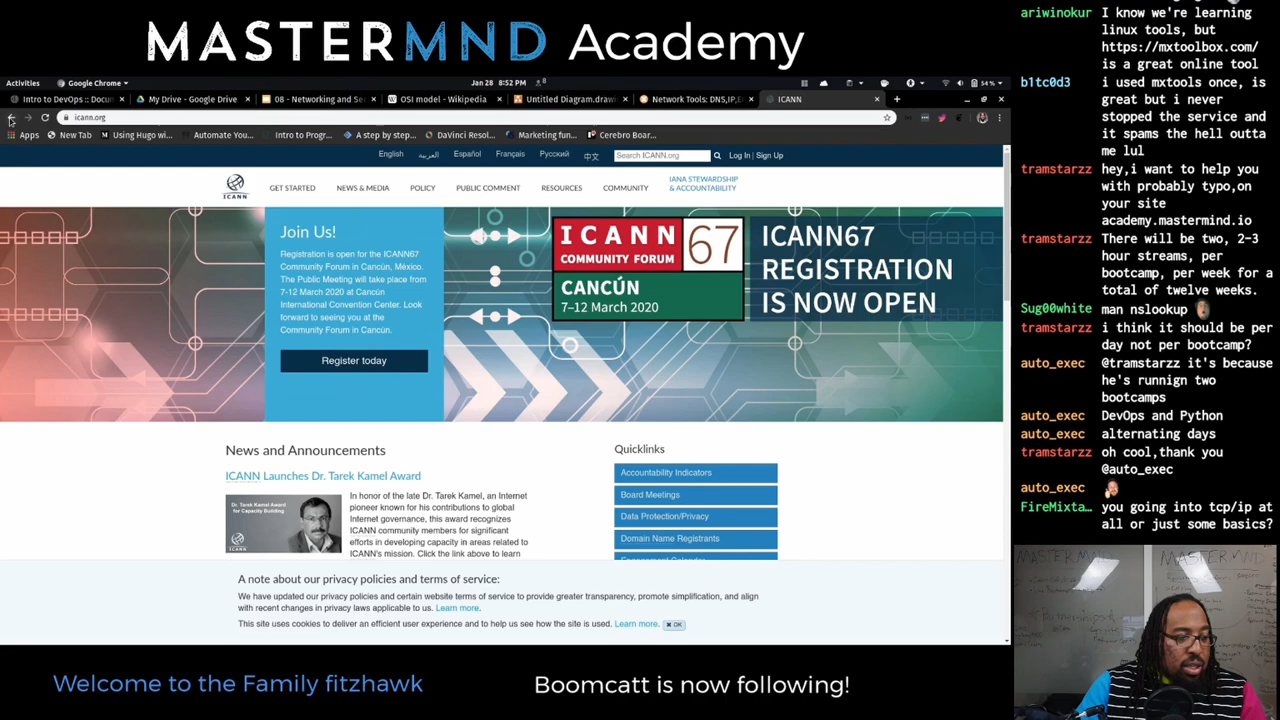 MASTERMND Academy
Activities
Google Chrome
Jan 28 8:52 PM
8
54 %
Intro to DevOps :: Docum
My Drive - Google Drive
08 - Networking and Se
OSI model - Wikipedia
Untitled Diagram.draw
Network Tools: DNS,IP,E
ICANN
icann.org
Apps
New Tab
Using Hugo wi...
Automate You...
Intro to Progr...
A step by step...
DaVinci Resol...
Marketing fun...
Cerebro Boar...
English
العربية
Español
Français
Русский
中文
Search ICANN.org
Log In | Sign Up
ICANN
GET STARTED
NEWS & MEDIA
POLICY
PUBLIC COMMENT
RESOURCES
COMMUNITY
IANA STEWARDSHIP
& ACCOUNTABILITY
Join Us!
Registration is open for the ICANN67
Community Forum in Cancún, México.
The Public Meeting will take place from
7-12 March 2020 at Cancún
International Convention Center. Look
forward to seeing you at the
Community Forum in Cancún.
Register today
ICANN
COMMUNITY FORUM
67
CANCÚN
7–12 March 2020
ICANN67
REGISTRATION
IS NOW OPEN
News and Announcements
ICANN Launches Dr. Tarek Kamel Award
Dr. Tarek Kamel Award
for Capacity Building
ICANN
In honor of the late Dr. Tarek Kamel, an Internet
pioneer known for his contributions to global
Internet governance, this award recognizes
ICANN community members for significant
efforts in developing capacity in areas related to
ICANN's mission. Click the link above to learn
Quicklinks
Accountability Indicators
Board Meetings
Data Protection/Privacy
Domain Name Registrants
A note about our privacy policies and terms of service:
We have updated our privacy policies and certain website terms of service to provide greater transparency, promote simplification, and align
with recent changes in privacy laws applicable to us. Learn more.
This site uses cookies to deliver an efficient user experience and to help us see how the site is used. Learn more. ✖ OK
Welcome to the Family fitzhawk
Boomcatt is now following!
ariwinokur I know we're learning
linux tools, but
https://mxtoolbox.com/
is a great online tool
b1tc0d3 i used mxtools once, is
great but i never
stopped the service and
it spams the hell outta
me lul
tramstarzz hey,i want to help you
with probbly typo,on
your site
academy.mastermind.io
tramstarzz There will be two, 2-3
hour streams, per
bootcamp, per week for a
total of twelve weeks.
Sug00white man nslookup
tramstarzz i think it should be per
day not per bootcamp?
auto_exec @tramstarzz it's because
he's runnign two
bootcamps
auto_exec DevOps and Python
auto_exec alternating days
tramstarzz oh cool,thank you
@auto_exec
auto_exec
FireMixta… you going into tcp/ip at
all or just some basics?
MASTERMND
MASTERMND